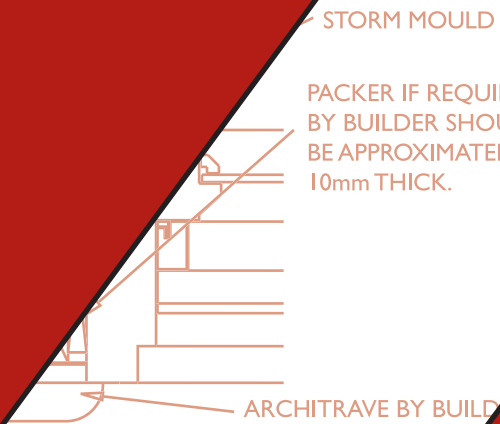 STORM MOULD
PACKER IF REQUI
BY BUILDER SHOU
BE APPROXIMATE
10mm THICK.
ARCHITRAVE BY BUILD